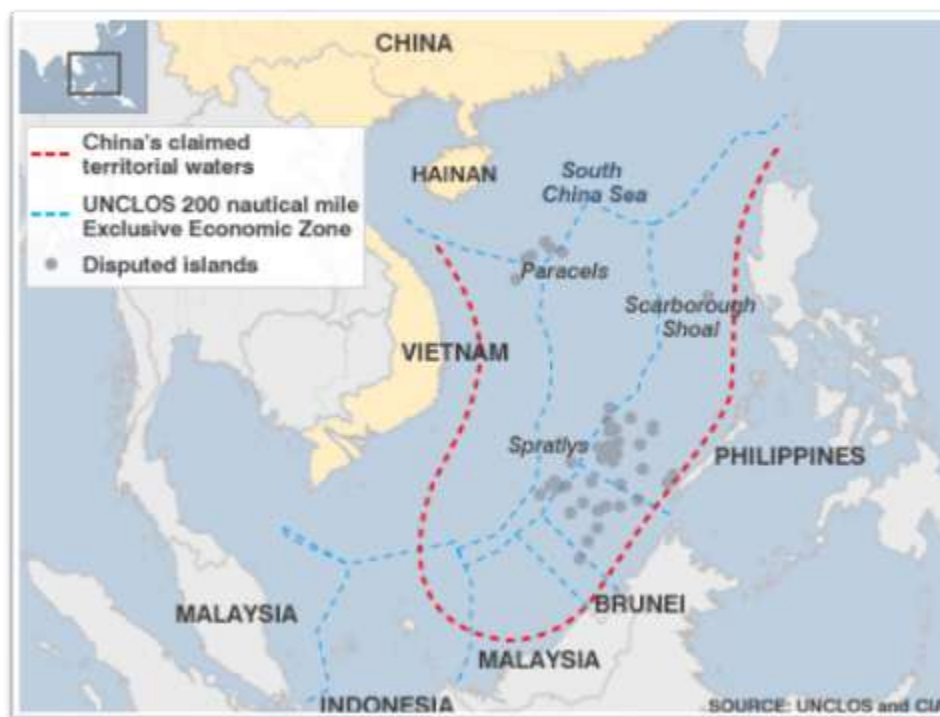 CHINA
China's claimed
territorial waters
UNCLOS 200 nautical mile
Exclusive Economic Zone
Disputed islands
HAINAN
South
China Sea
Paracels
Scarborough
Shoal
VIETNAM
Spratlys
PHILIPPINES
MALAYSIA
BRUNEI
MALAYSIA
INDONESIA
SOURCE: UNCLOS and CIA